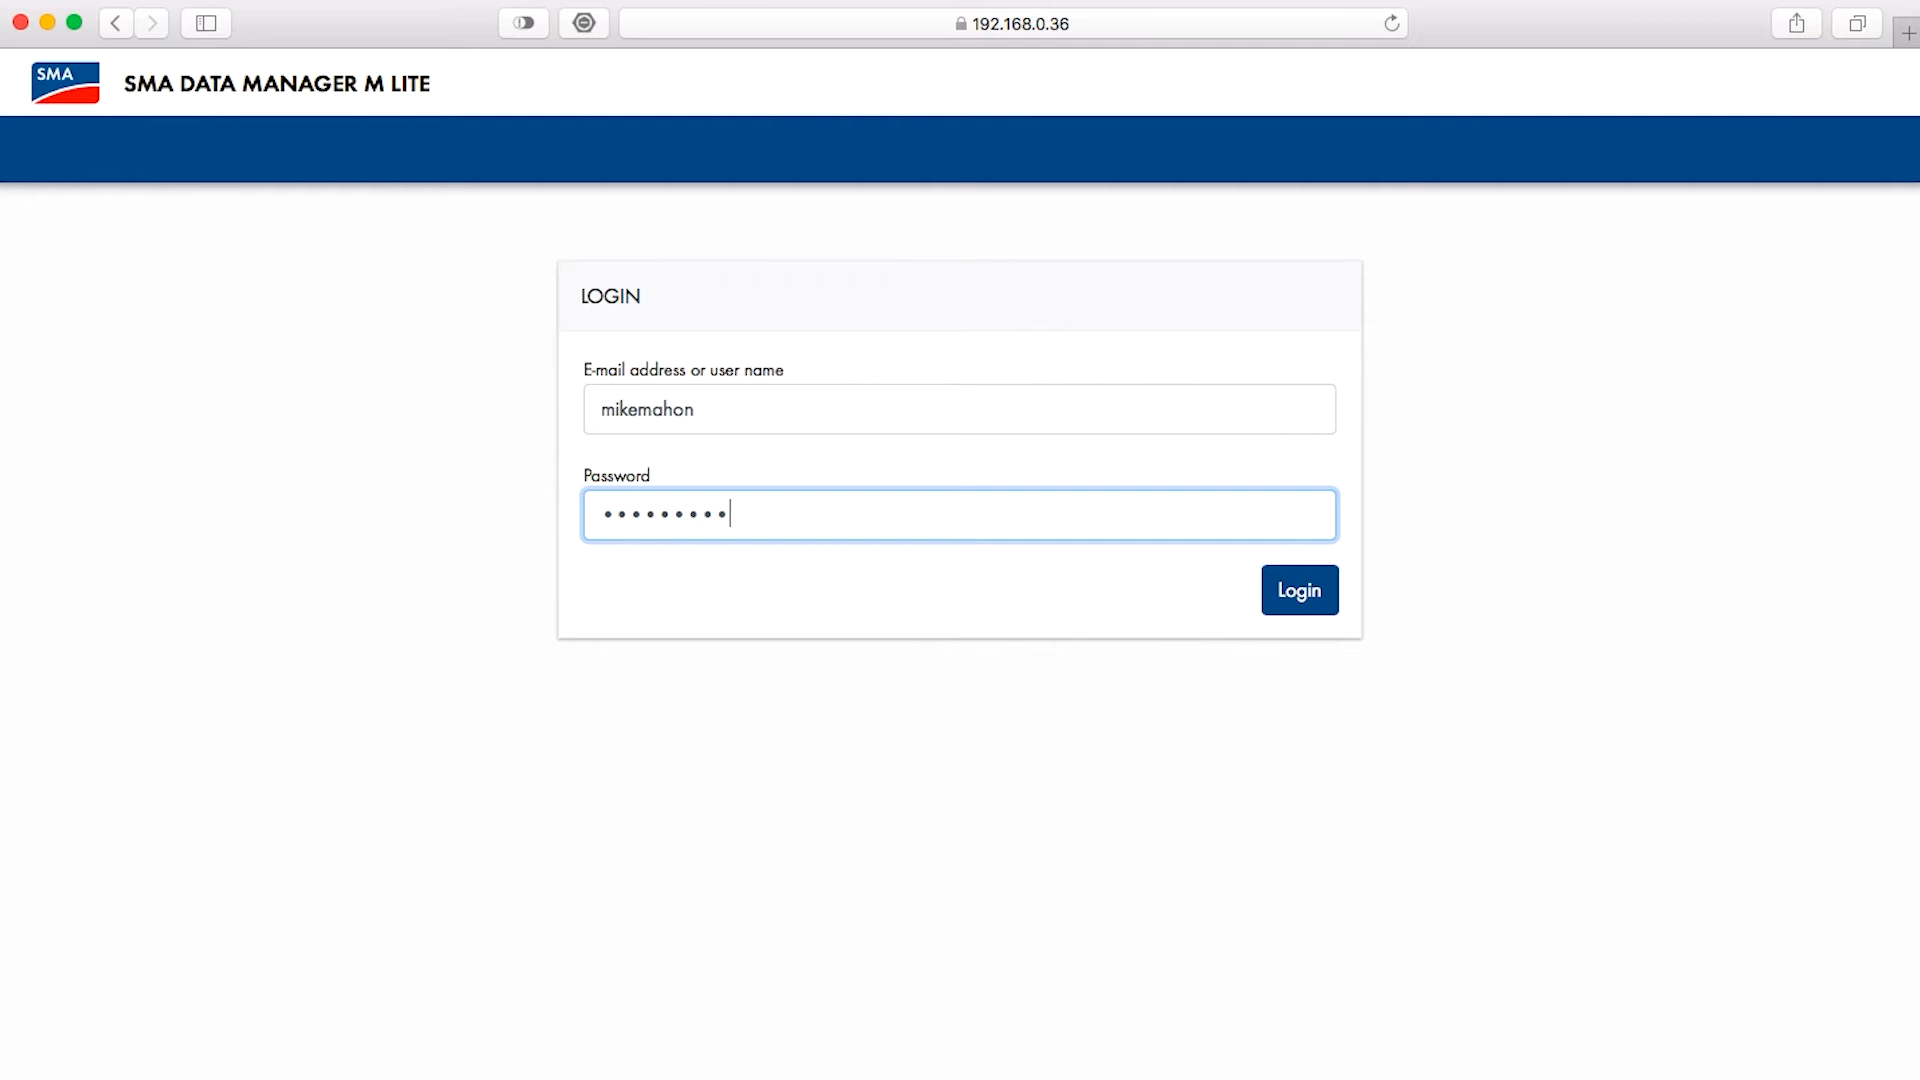 192.168.0.36
SMA
SMA DATA MANAGER M LITE
LOGIN
E-mail address or user name
mikemahon
Password
•••••••••
Login